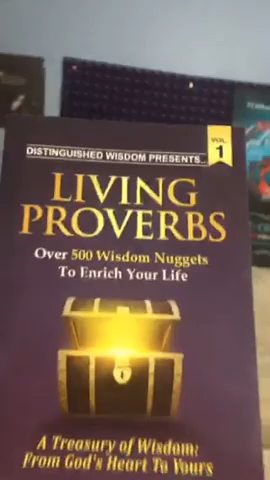 DISTINGUISHED WISDOM PRESENTS..
VOL.
1
LIVING
PROVERBS
Over 500 Wisdom Nuggets
To Enrich Your Life
A Treasury of Wisdom:
From God's Heart To Yours